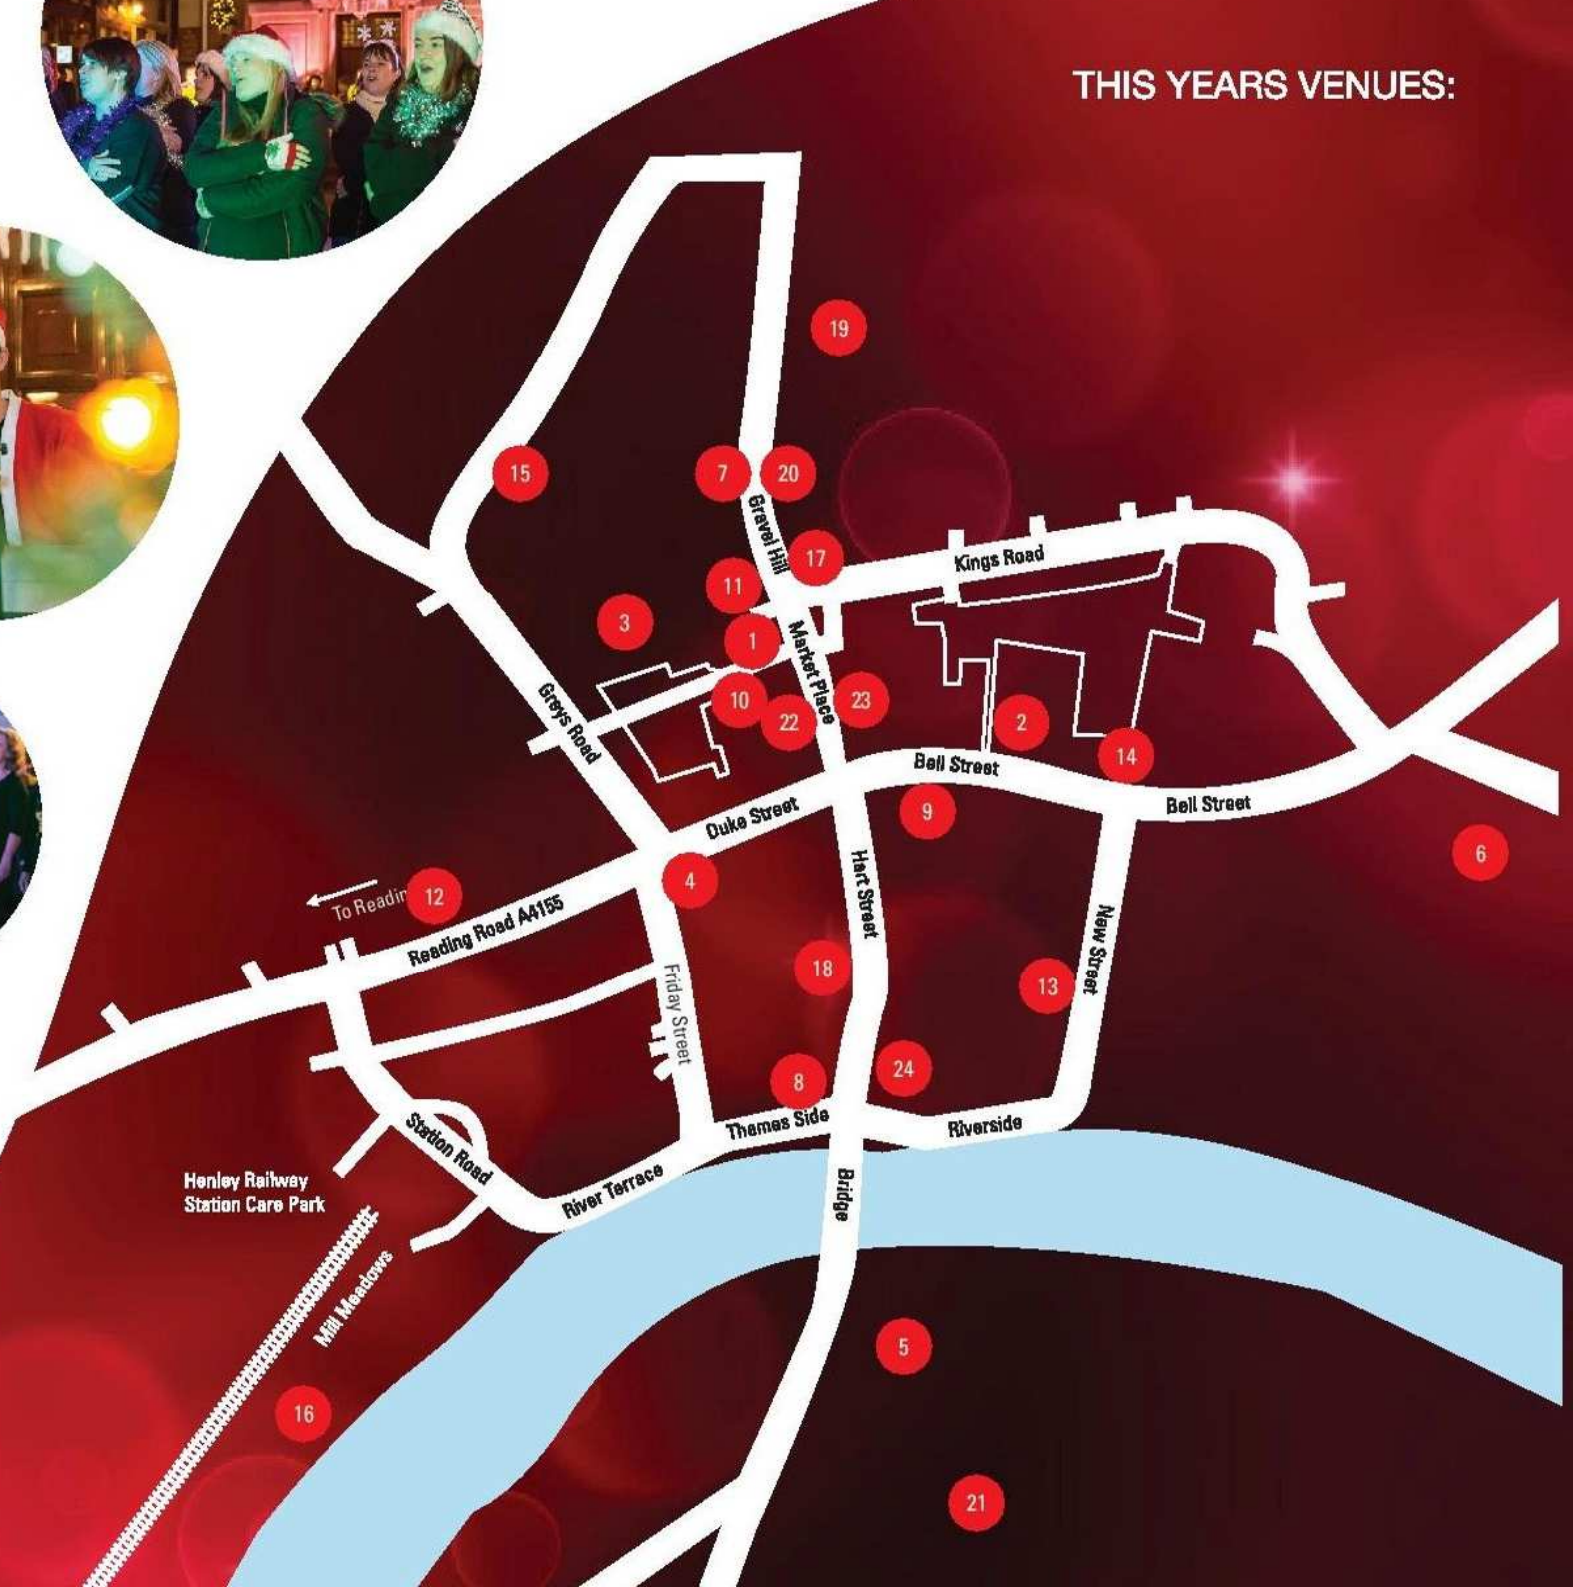 THIS YEARS VENUES:
19
15
7
20
Gravel Hill
17
Kings Road
11
3
1
Market Place
10
22
23
2
Greys Road
14
Bell Street
Duke Street
9
Bell Street
6
4
Hart Street
12
To Readin
Reading Road A4155
New Street
18
13
Friday Street
8
24
Thames Side
Riverside
Station Road
River Terrace
Bridge
Henley Railway
Station Care Park
Mill Meadows
5
16
21